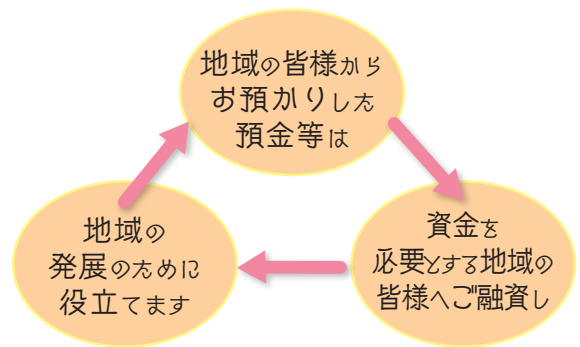 地域の皆様から
お預かりした
預金等は
資金を
必要とする地域の
皆様へご融資し
地域の
発展のために
役立てます